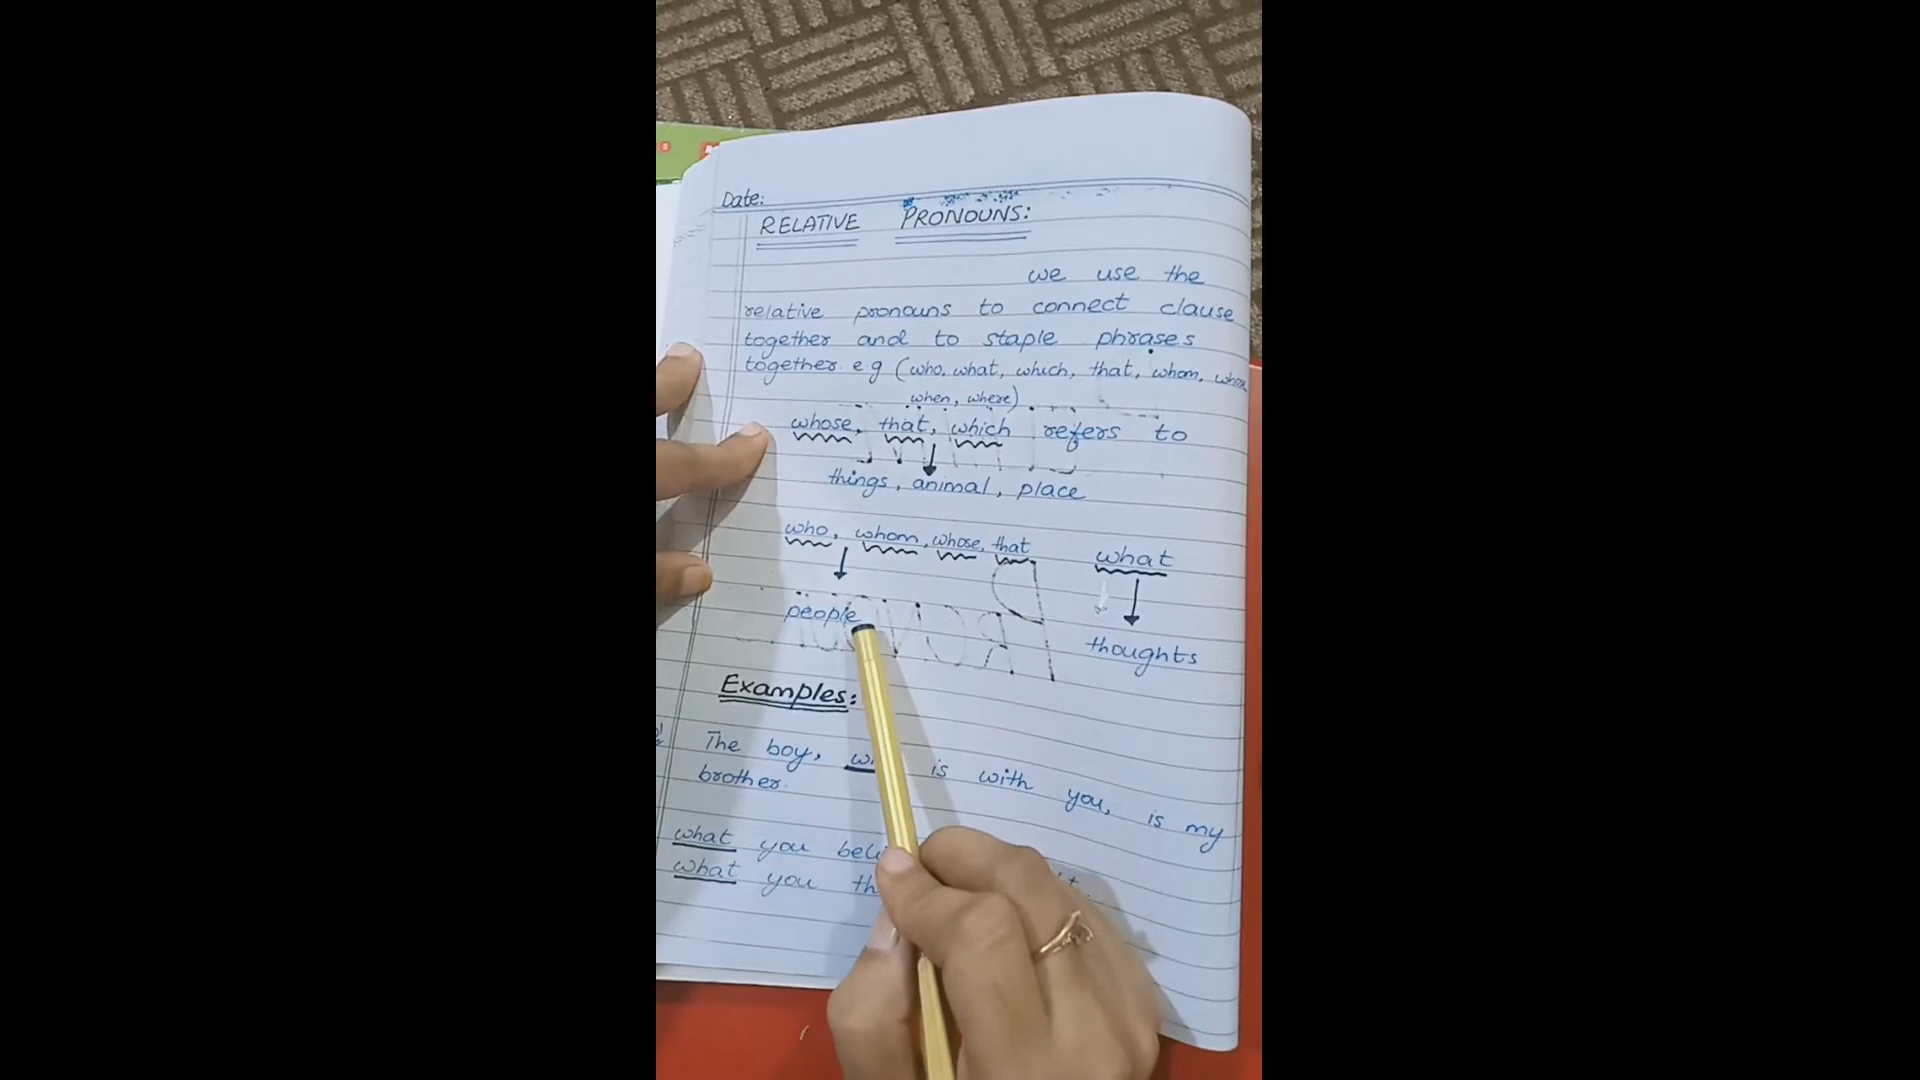 Date:
RELATIVE PRONOUNS:
we use the
relative pronouns to connect clause
together and to staple phrases
together. e g (who, what, which, that, whom, whose
when, where)
whose, that, which refers to
things, animal, place
who, whom, whose, that
what
people
thoughts
Examples:
The boy, is with you, is my
brother.
what you
what you